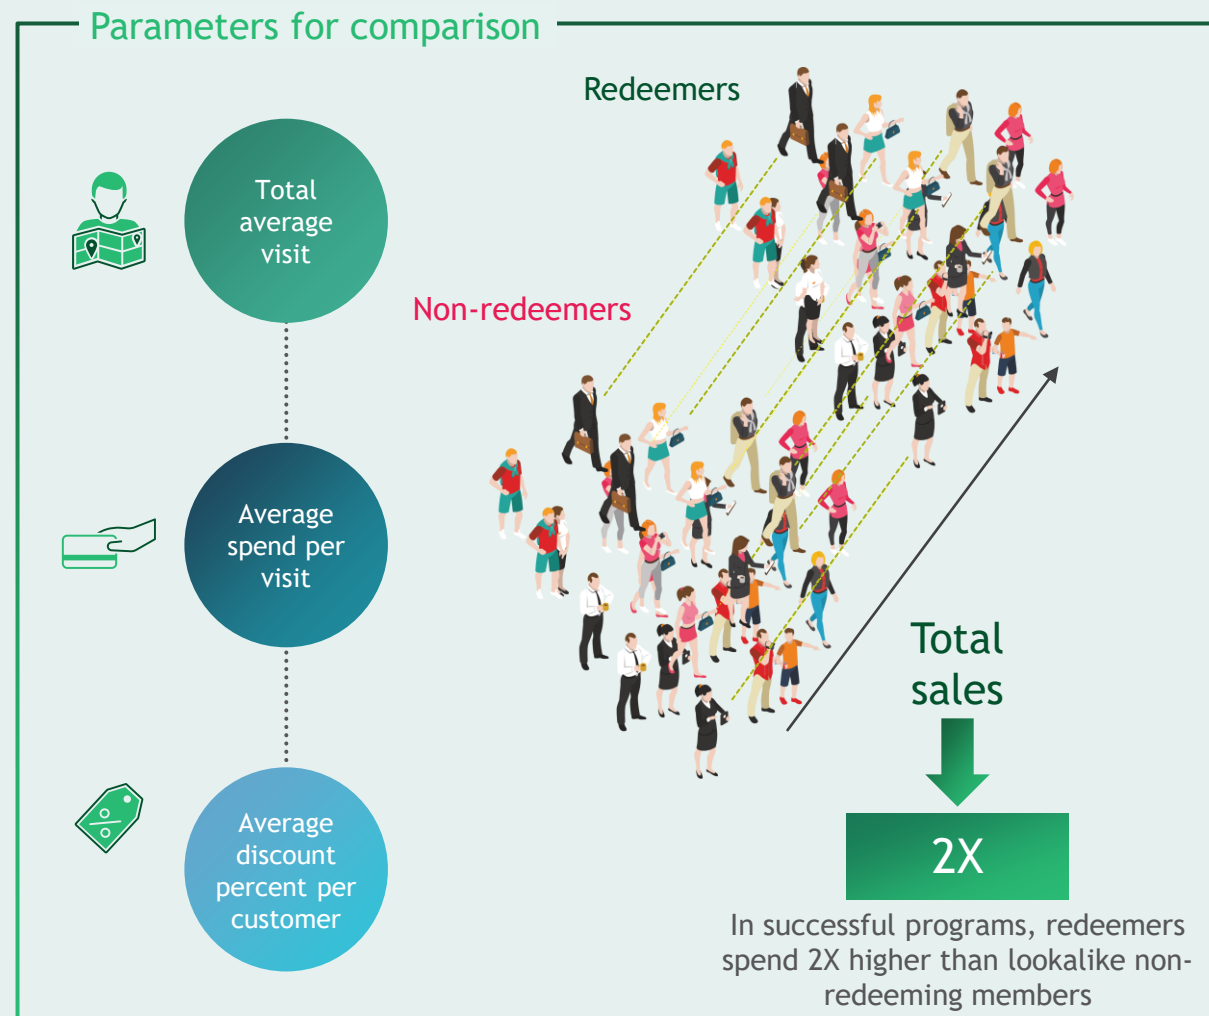 Parameters for comparison
Redeemers
Total
average
visit
Non-redeemers
Average
spend per
visit
Total
sales
Average
discount
percent per
customer
2X
In successful programs, redeemers
spend 2X higher than lookalike non-
redeeming members